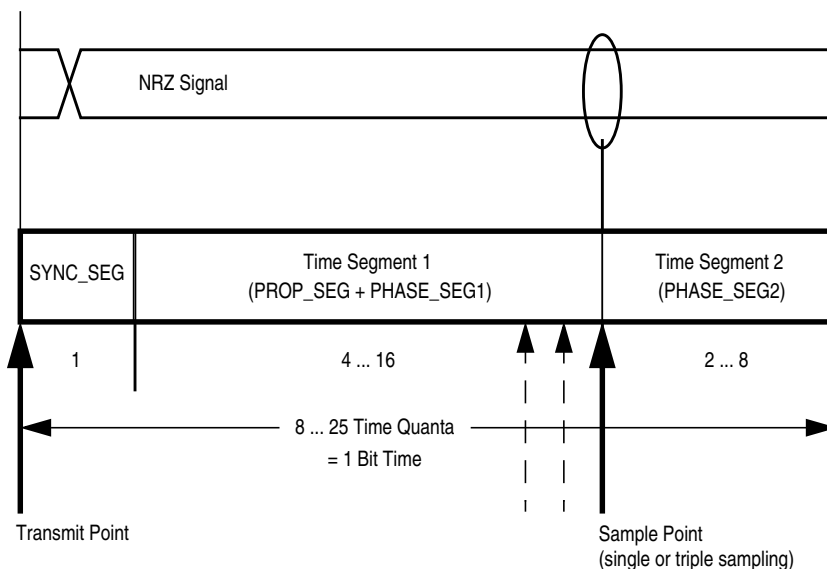 NRZ Signal
SYNC_SEG
Time Segment 1
(PROP_SEG + PHASE_SEG1)
Time Segment 2
(PHASE_SEG2)
1
4 ... 16
2 ... 8
8 ... 25 Time Quanta
= 1 Bit Time
Transmit Point
Sample Point
(single or triple sampling)